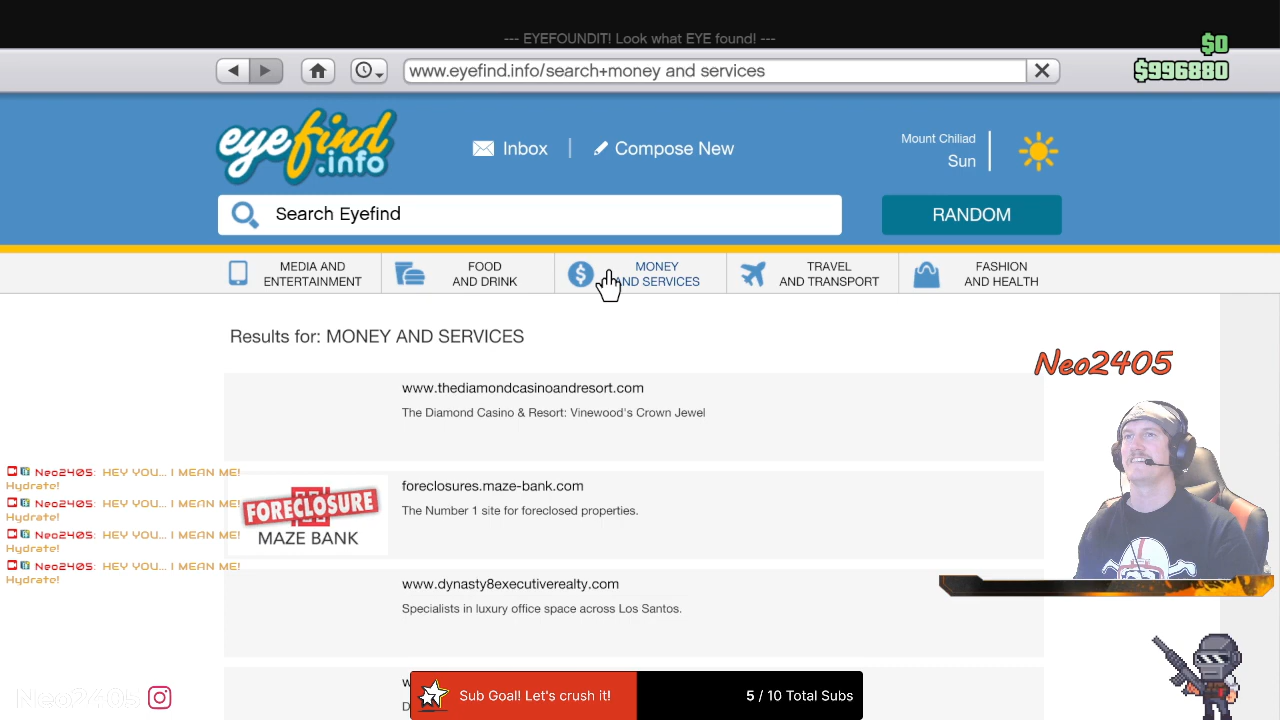 --- EYEFOUNDIT! Look what EYE found! ---
$0
$996880
www.eyefind.info/search+money and services
eyefind.info
Inbox
Compose New
Mount Chiliad
Sun
Search Eyefind
RANDOM
MEDIA AND
ENTERTAINMENT
FOOD
AND DRINK
MONEY
AND SERVICES
TRAVEL
AND TRANSPORT
FASHION
AND HEALTH
Results for: MONEY AND SERVICES
www.thediamondcasinoandresort.com
The Diamond Casino & Resort: Vinewood's Crown Jewel
FORECLOSURE
MAZE BANK
foreclosures.maze-bank.com
The Number 1 site for foreclosed properties.
www.dynasty8executiverealty.com
Specialists in luxury office space across Los Santos.
Neo2405
Neo2405: HEY YOU... I MEAN ME!
Hydrate!
Neo2405: HEY YOU... I MEAN ME!
Hydrate!
Neo2405: HEY YOU... I MEAN ME!
Hydrate!
Neo2405: HEY YOU... I MEAN ME!
Hydrate!
Neo2405
Sub Goal! Let's crush it!
5 / 10 Total Subs